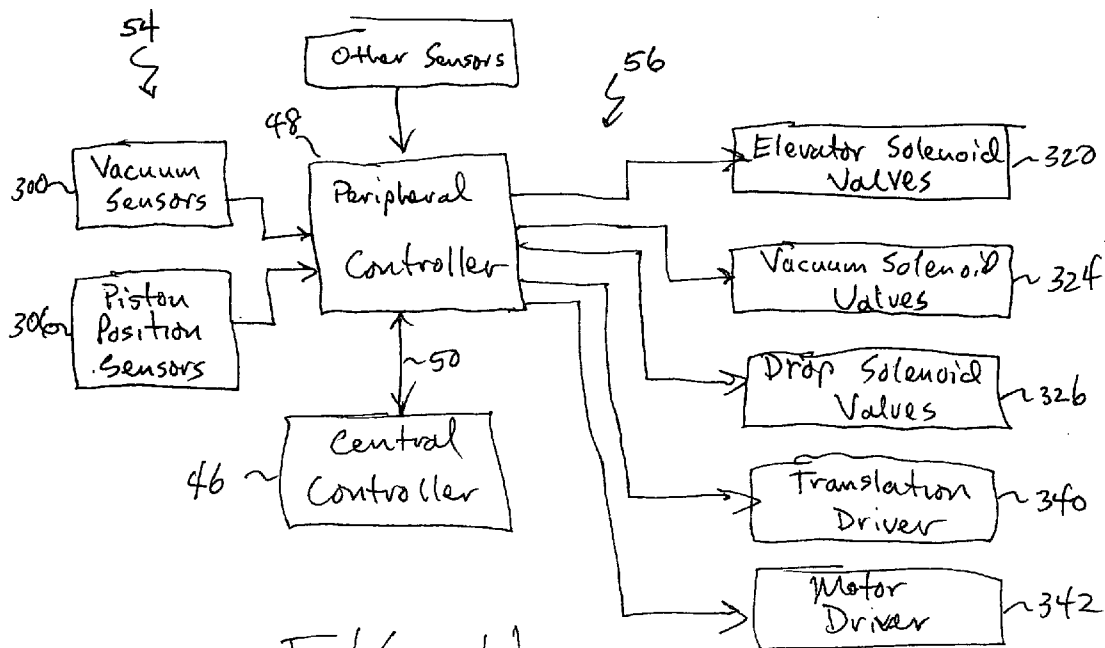 54
Other Sensors
56
48
300
Vacuum
Sensors
Peripheral
Controller
Elevator Solenoid
Valves
320
Vacuum Solenoid
Valves
324
306
Piston
Position
Sensors
50
Drop Solenoid
Valves
326
46
Central
Controller
Translation
Driver
340
Motor
Driver
342